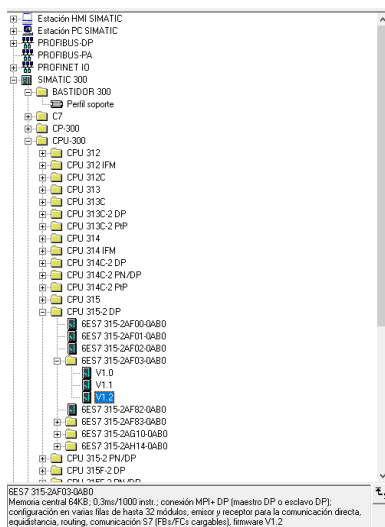 Estación HMI SIMATIC
Estación PC SIMATIC
PROFIBUS-DP
PROFIBUS-PA
PROFINET IO
SIMATIC 300
BASTIDOR 300
Perfil soporte
C7
CP-300
CPU-300
CPU 312
CPU 312 IFM
CPU 312C
CPU 313
CPU 313C
CPU 313C-2 DP
CPU 313C-2 PtP
CPU 314
CPU 314 IFM
CPU 314C-2 DP
CPU 314C-2 PN/DP
CPU 314C-2 PtP
CPU 315
CPU 315-2 DP
6ES7 315-2AF00-0AB0
6ES7 315-2AF01-0AB0
6ES7 315-2AF02-0AB0
6ES7 315-2AF03-0AB0
V1.0
V1.1
V1.2
6ES7 315-2AF82-0AB0
6ES7 315-2AF83-0AB0
6ES7 315-2AG10-0AB0
6ES7 315-2AH14-0AB0
CPU 315-2 PN/DP
CPU 315F-2 DP
CPU 315F-2 PN/DP
6ES7 315-2AF03-0AB0
Memoria central 64KB; 0,3ms/1000 instr.; conexión MPI+ DP (maestro DP o esclavo DP);
configuración en varias filas de hasta 32 módulos, emisor y receptor para la comunicación directa,
equidistancia, routing, comunicación S7 (FBs/FCs cargables), firmware V1.2